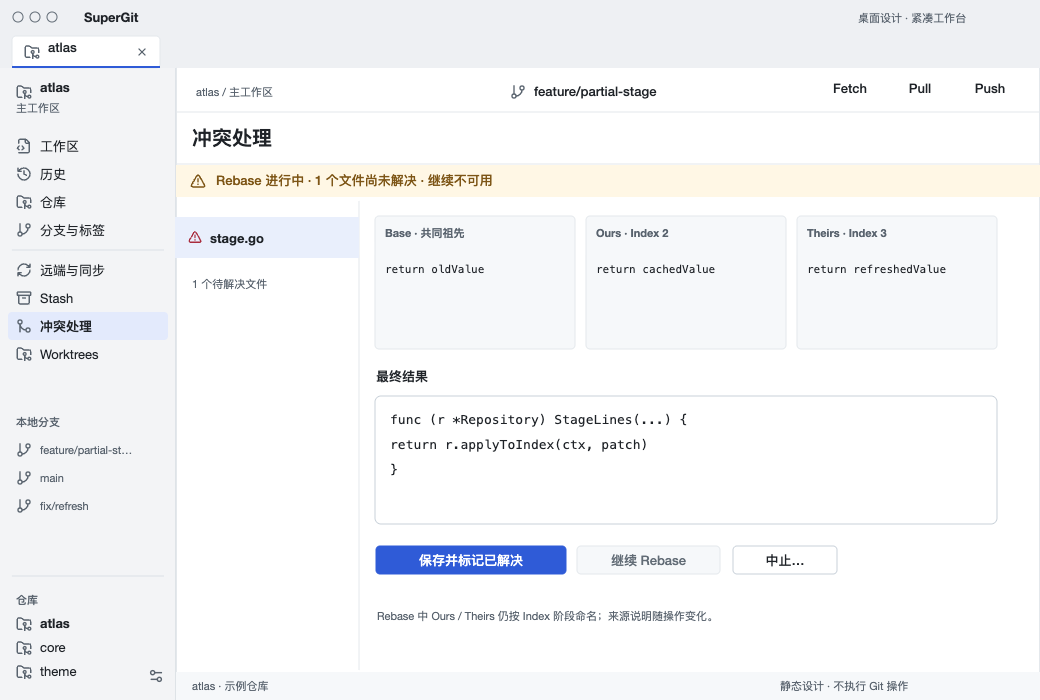 SuperGit
桌面设计 · 紧凑工作台
atlas
atlas
主工作区
工作区
历史
仓库
分支与标签
远端与同步
Stash
冲突处理
Worktrees
本地分支
feature/partial-st...
main
fix/refresh
仓库
atlas
core
theme
atlas / 主工作区
feature/partial-stage
Fetch
Pull
Push
冲突处理
Rebase 进行中 · 1 个文件尚未解决 · 继续不可用
stage.go
1 个待解决文件
Base · 共同祖先
return oldValue
Ours · Index 2
return cachedValue
Theirs · Index 3
return refreshedValue
最终结果
func (r *Repository) StageLines(...) {
return r.applyToIndex(ctx, patch)
}
保存并标记已解决
继续 Rebase
中止...
Rebase 中 Ours / Theirs 仍按 Index 阶段命名；来源说明随操作变化。
atlas · 示例仓库
静态设计 · 不执行 Git 操作